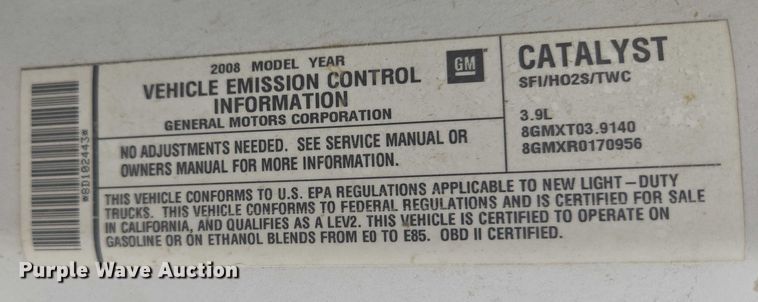 *8D102443*
2008 MODEL YEAR
VEHICLE EMISSION CONTROL
INFORMATION
GENERAL MOTORS CORPORATION
GM
CATALYST
SFI/HO2S/TWC
3.9L
8GMXT03.9140
8GMXR0170956
NO ADJUSTMENTS NEEDED. SEE SERVICE MANUAL OR
OWNERS MANUAL FOR MORE INFORMATION.
THIS VEHICLE CONFORMS TO U.S. EPA REGULATIONS APPLICABLE TO NEW LIGHT-DUTY
TRUCKS. THIS VEHICLE CONFORMS TO FEDERAL REGULATIONS AND IS CERTIFIED FOR SALE
IN CALIFORNIA, AND QUALIFIES AS A LEV2. THIS VEHICLE IS CERTIFIED TO OPERATE ON
GASOLINE OR ON ETHANOL BLENDS FROM E0 TO E85. OBD II CERTIFIED.
Purple Wave Auction